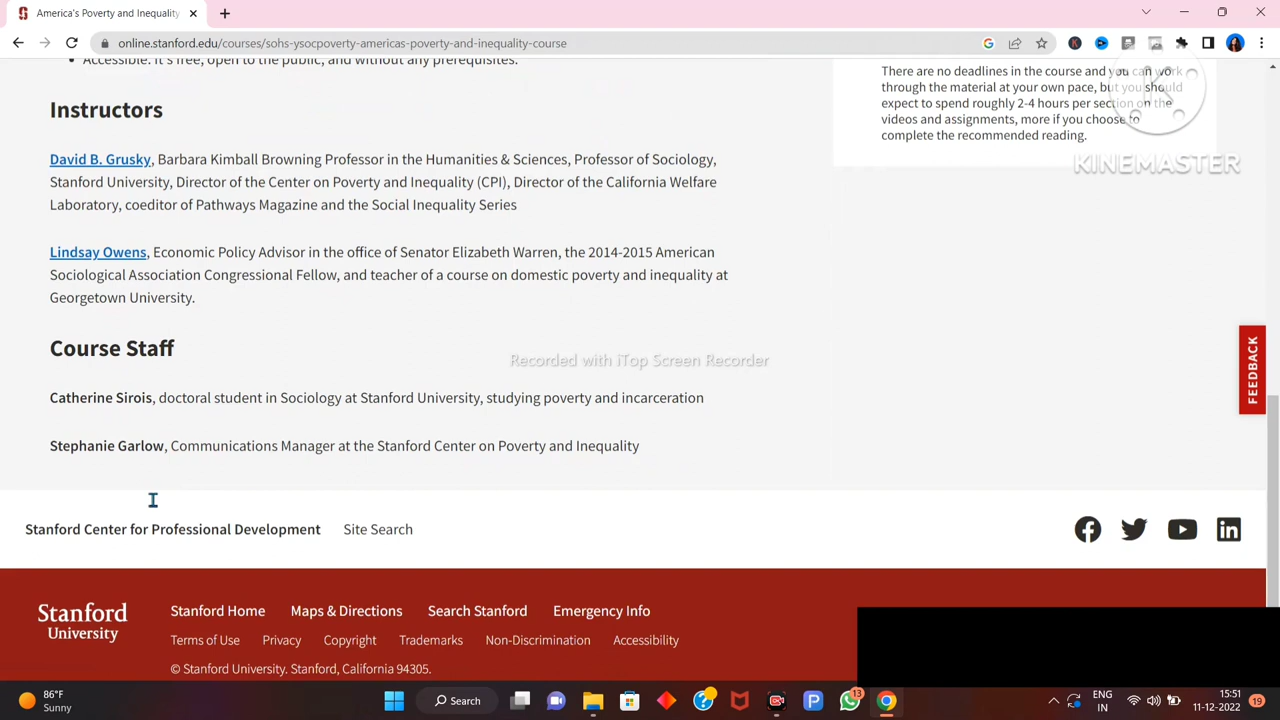 America's Poverty and Inequality
online.stanford.edu/courses/sohs-ysocpoverty-americas-poverty-and-inequality-course
Accessible: It's free, open to the public, and without any prerequisites.
Instructors
David B. Grusky, Barbara Kimball Browning Professor in the Humanities & Sciences, Professor of Sociology,
Stanford University, Director of the Center on Poverty and Inequality (CPI), Director of the California Welfare
Laboratory, coeditor of Pathways Magazine and the Social Inequality Series
Lindsay Owens, Economic Policy Advisor in the office of Senator Elizabeth Warren, the 2014-2015 American
Sociological Association Congressional Fellow, and teacher of a course on domestic poverty and inequality at
Georgetown University.
Course Staff
Catherine Sirois, doctoral student in Sociology at Stanford University, studying poverty and incarceration
Stephanie Garlow, Communications Manager at the Stanford Center on Poverty and Inequality
There are no deadlines in the course and you can work
through the material at your own pace, but you should
expect to spend roughly 2-4 hours per section on the
videos and assignments, more if you choose to
complete the recommended reading.
K
KINEMASTER
Recorded with iTop Screen Recorder
FEEDBACK
Stanford Center for Professional Development Site Search
Stanford
University
Stanford Home Maps & Directions Search Stanford Emergency Info
Terms of Use Privacy Copyright Trademarks Non-Discrimination Accessibility
© Stanford University. Stanford, California 94305.
86°F
Sunny
Search
13
ENG
IN
15:51
11-12-2022
19